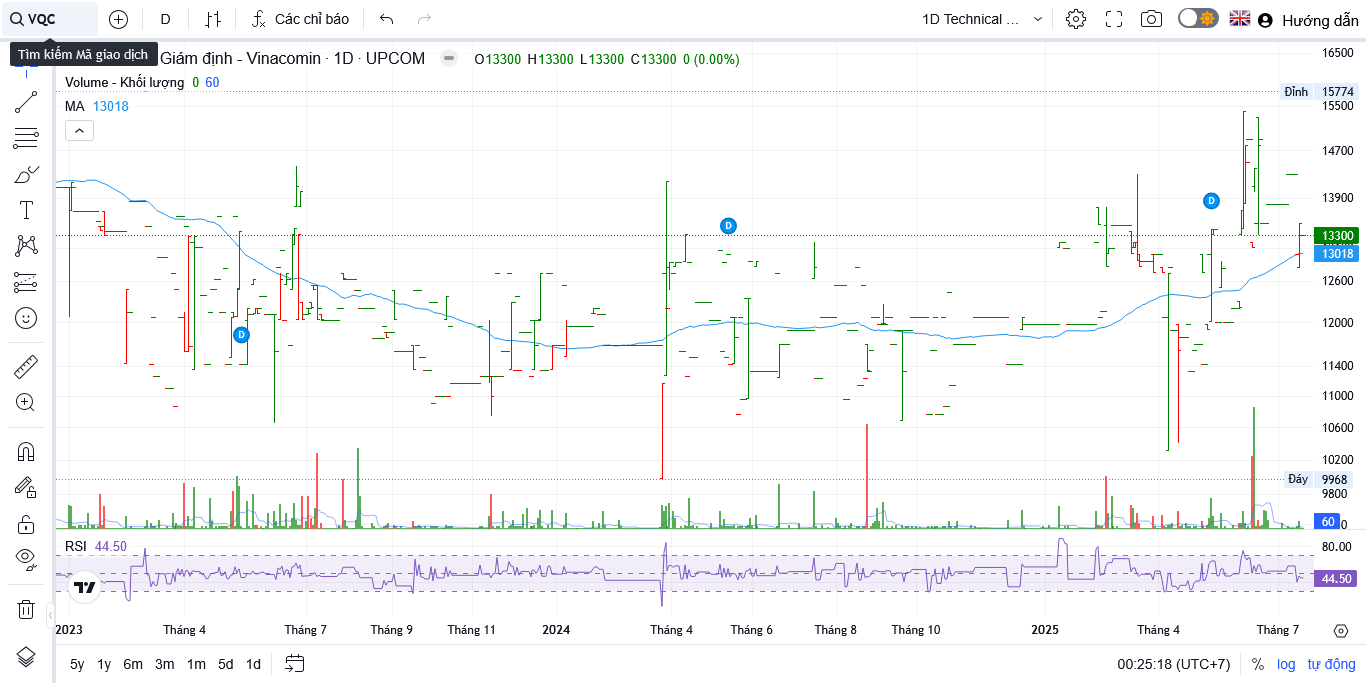 VQC
D
Các chỉ báo
1D Technical ...
Hướng dẫn
Tìm kiếm Mã giao dịch
Giám định - Vinacomin · 1D · UPCOM
O13300 H13300 L13300 C13300 0 (0.00%)
Volume - Khối lượng 0 60
MA 13018
16500
Đỉnh 15774
15500
14700
13900
13300
13018
12600
12000
11400
11000
10600
10200
Đáy 9968
9800
60
0
D
D
D
RSI 44.50
80.00
44.50
2023 Tháng 4 Tháng 7 Tháng 9 Tháng 11 2024 Tháng 4 Tháng 6 Tháng 8 Tháng 10 2025 Tháng 4 Tháng 7
5y 1y 6m 3m 1m 5d 1d
00:25:18 (UTC+7) % log tự động